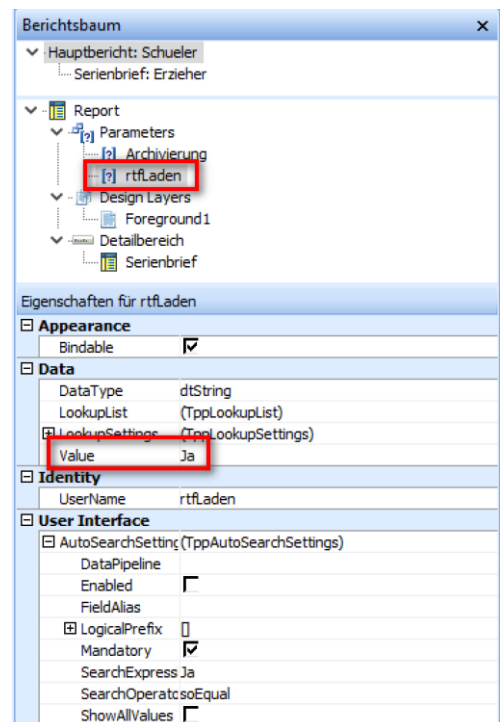 Berichtsbaum
Hauptbericht: Schueler
Serienbrief: Erzieher
Report
Parameters
Archivierung
rtfLaden
Design Layers
Foreground1
Detailbereich
Serienbrief
Eigenschaften für rtfLaden
Appearance
Bindable
Data
DataType dtString
LookupList (TppLookupList)
LookupSettings (TppLookupSettings)
Value Ja
Identity
UserName rtfLaden
User Interface
AutoSearchSetting (TppAutoSearchSettings)
DataPipeline
Enabled
FieldAlias
LogicalPrefix []
Mandatory
SearchExpress Ja
SearchOperato soEqual
ShowAllValues